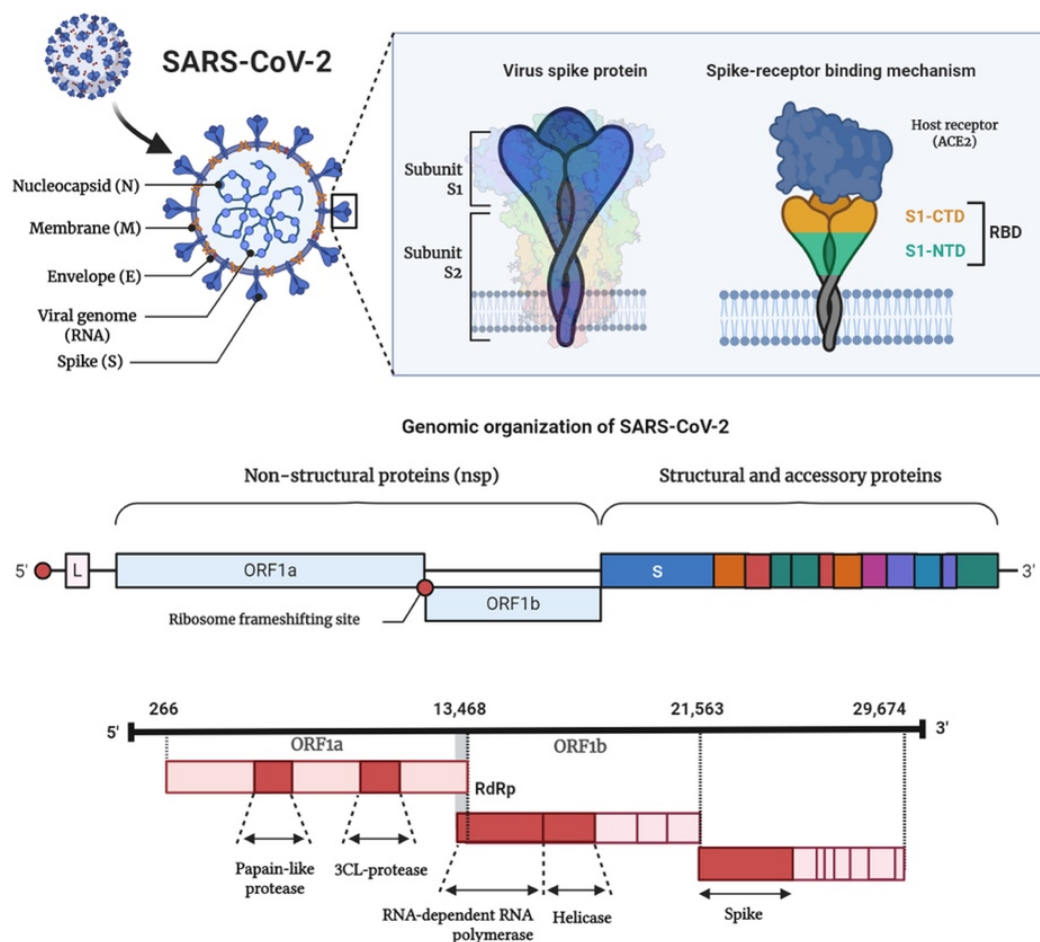 SARS-CoV-2
Nucleocapsid (N)
Membrane (M)
Envelope (E)
Viral genome
(RNA)
Spike (S)
Virus spike protein
Subunit
S1
Subunit
S2
Spike-receptor binding mechanism
Host receptor
(ACE2)
S1-CTD
S1-NTD
RBD
Genomic organization of SARS-CoV-2
Non-structural proteins (nsp)
Structural and accessory proteins
5' L ORF1a S 3'
ORF1b
Ribosome frameshifting site
266 13,468 21,563 29,674
5' 3'
ORF1a ORF1b
RdRp
Papain-like
protease
3CL-protease
RNA-dependent RNA
polymerase
Helicase
Spike